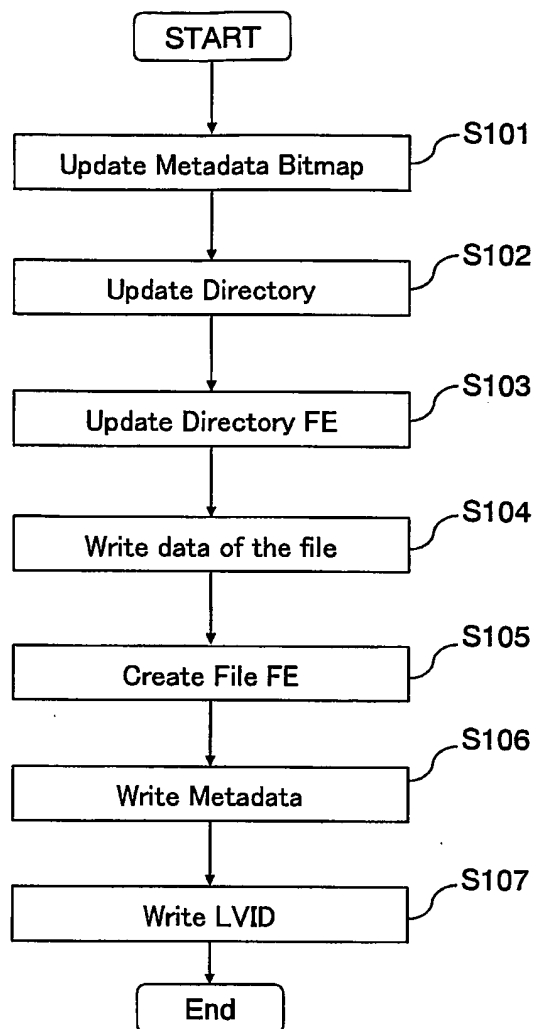 START
Update Metadata Bitmap
S101
Update Directory
S102
Update Directory FE
S103
Write data of the file
S104
Create File FE
S105
Write Metadata
S106
Write LVID
S107
End